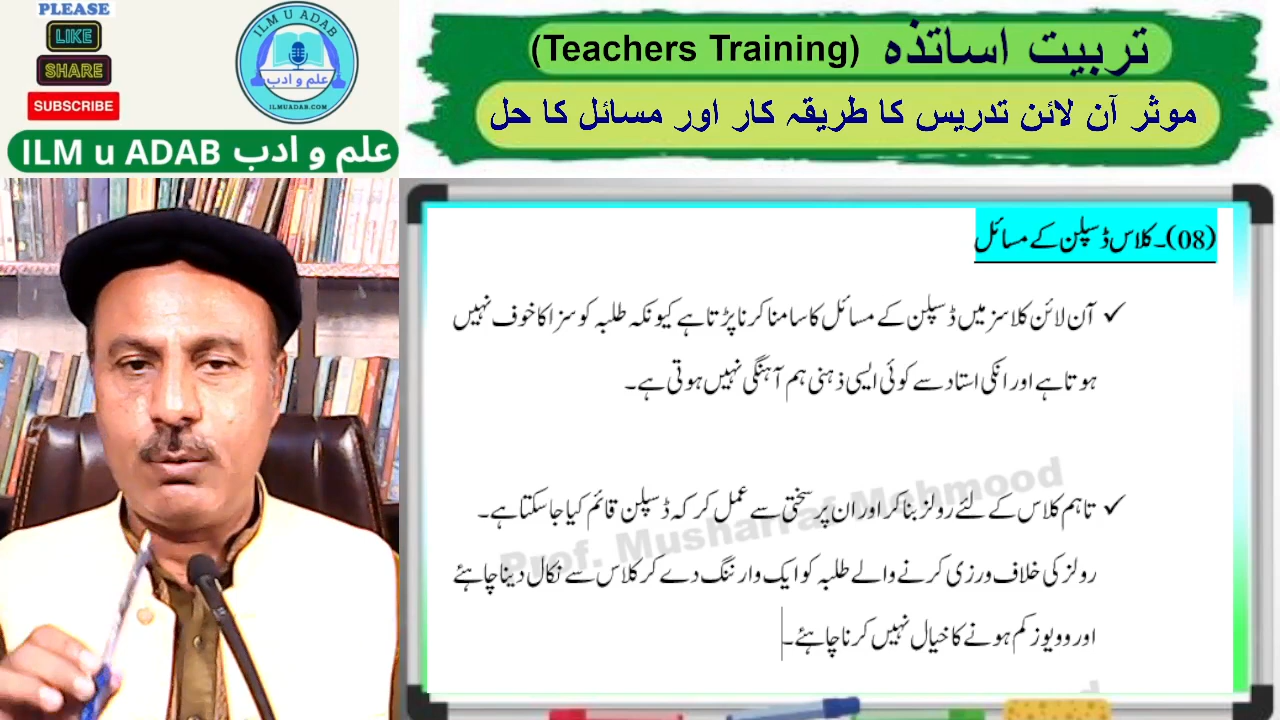 PLEASE
LIKE
SHARE
SUBSCRIBE
ILM U ADAB
علم و ادب
ILMUADAB.COM
ILM u ADAB علم و ادب
تربیت اساتذہ (Teachers Training)
موثر آن لائن تدریس کا طریقہ کار اور مسائل کا حل
(08)۔ کلاس ڈسپلن کے مسائل
✓ آن لائن کلاسز میں ڈسپلن کے مسائل کا سامنا کرنا پڑتا ہے کیونکہ طلبہ کو سزا کا خوف نہیں
ہوتا ہے اور انکی استاد سے کوئی ایسی ذہنی ہم آہنگی نہیں ہوتی ہے۔
✓ تاہم کلاس کے لئے رولز بنا کر اور ان پر سختی سے عمل کر کہ ڈسپلن قائم کیا جاسکتا ہے۔
رولز کی خلاف ورزی کرنے والے طلبہ کو ایک وارننگ دے کر کلاس سے نکال دینا چاہئے
اور وویوز کم ہونے کا خیال نہیں کرنا چاہئے۔
Prof. Musharraf Mehmood